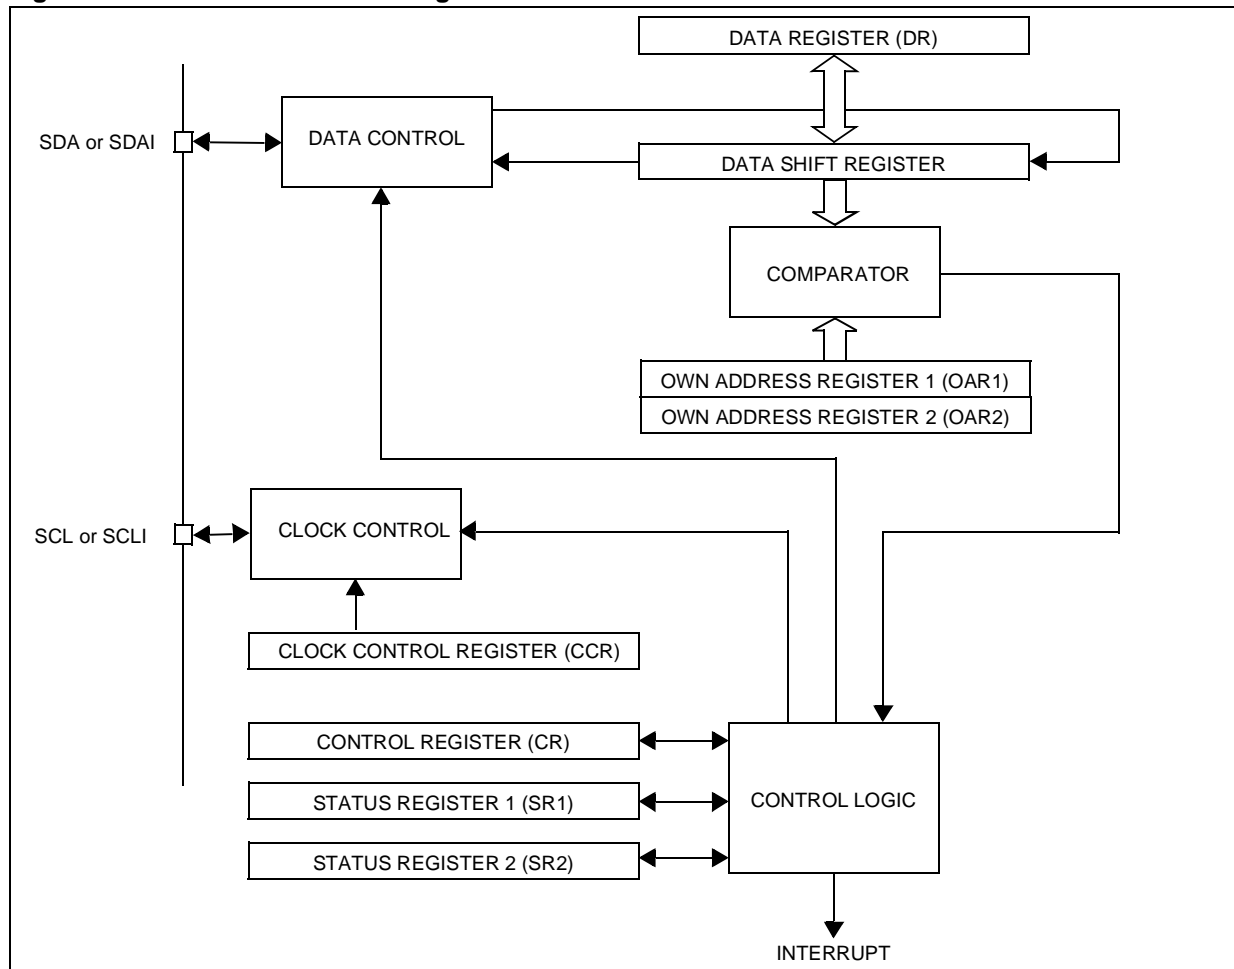 DATA REGISTER (DR)
SDA or SDAI
DATA CONTROL
DATA SHIFT REGISTER
COMPARATOR
OWN ADDRESS REGISTER 1 (OAR1)
OWN ADDRESS REGISTER 2 (OAR2)
SCL or SCLI
CLOCK CONTROL
CLOCK CONTROL REGISTER (CCR)
CONTROL REGISTER (CR)
STATUS REGISTER 1 (SR1)
CONTROL LOGIC
STATUS REGISTER 2 (SR2)
INTERRUPT